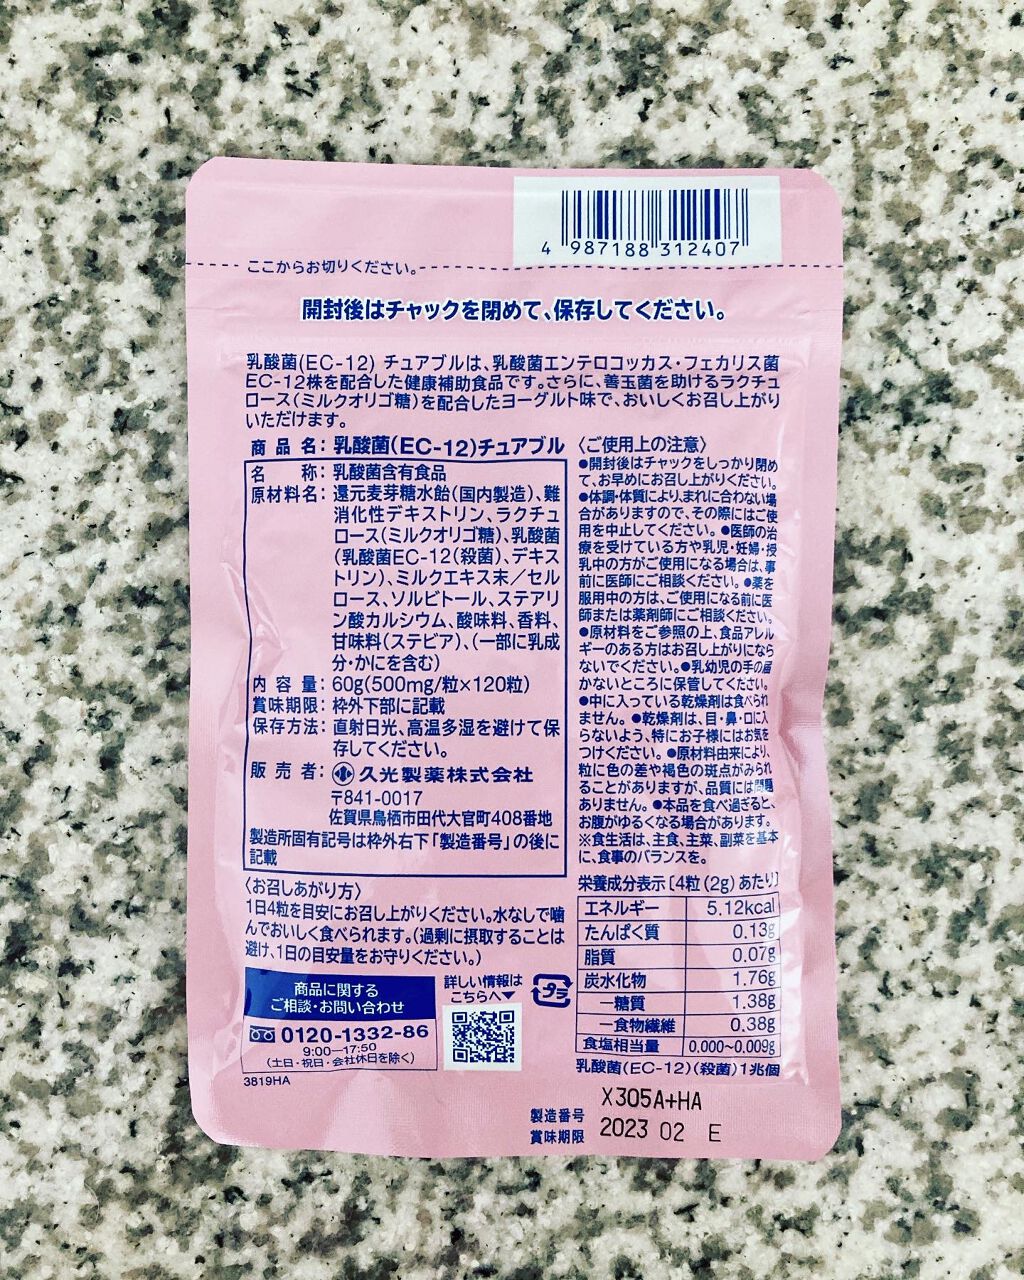 4 987188 312407
ここからお切りください。
開封後はチャックを閉めて、保存してください。
乳酸菌(EC-12) チュアブルは、乳酸菌エンテロコッカス・フェカリス菌
EC-12株を配合した健康補助食品です。さらに、善玉菌を助けるラクチュ
ロース(ミルクオリゴ糖)を配合したヨーグルト味で、おいしくお召し上がり
いただけます。
商品名：乳酸菌(EC-12)チュアブル
名称：乳酸菌含有食品
原材料名：還元麦芽糖水飴(国内製造)、難
消化性デキストリン、ラクチュ
ロース(ミルクオリゴ糖)、乳酸菌
(乳酸菌EC-12(殺菌)、デキス
トリン)、ミルクエキス末／セル
ロース、ソルビトール、ステアリ
ン酸カルシウム、酸味料、香料、
甘味料(ステビア)、(一部に乳成
分・かにを含む)
内容量：60g(500mg/粒×120粒)
賞味期限：枠外下部に記載
保存方法：直射日光、高温多湿を避けて保
存してください。
販売者：久光製薬株式会社
〒841-0017
佐賀県鳥栖市田代大官町408番地
製造所固有記号は枠外右下「製造番号」の後に
記載
〈お召しあがり方〉
1日4粒を目安にお召し上がりください。水なしで噛
んでおいしく食べられます。(過剰に摂取することは
避け、1日の目安量をお守りください。)
商品に関する
ご相談・お問い合わせ
0120-1332-86
9:00―17:50
(土日・祝日・会社休日を除く)
3819HA
詳しい情報は
こちらへ▼
プラ
〈ご使用上の注意〉
●開封後はチャックをしっかり閉め
て、お早めにお召し上がりください。
●体調・体質により、まれに合わない場
合がありますので、その際にはご使
用を中止してください。●医師の治
療を受けている方や乳児・妊婦・授
乳中の方がご使用になる場合は、事
前に医師にご相談ください。●薬を
服用中の方は、ご使用になる前に医
師または薬剤師にご相談ください。
●原材料をご参照の上、食品アレル
ギーのある方はお召し上がりになら
ないでください。●乳幼児の手の届
かないところに保管してください。
●中に入っている乾燥剤は食べられ
ません。●乾燥剤は、目・鼻・口に入
らないよう、特にお子様にはお気を
つけください。●原材料由来により、
粒に色の差や褐色の斑点がみられ
ることがありますが、品質には問題
ありません。●本品を食べ過ぎると、
お腹がゆるくなる場合があります。
※食生活は、主食、主菜、副菜を基本
に、食事のバランスを。
栄養成分表示〔4粒(2g)あたり〕
エネルギー 5.12kcal
たんぱく質 0.13g
脂質 0.07g
炭水化物 1.76g
―糖質 1.38g
―食物繊維 0.38g
食塩相当量 0.000~0.009g
乳酸菌(EC-12)(殺菌)1兆個
製造番号 X305A+HA
賞味期限 2023 02 E